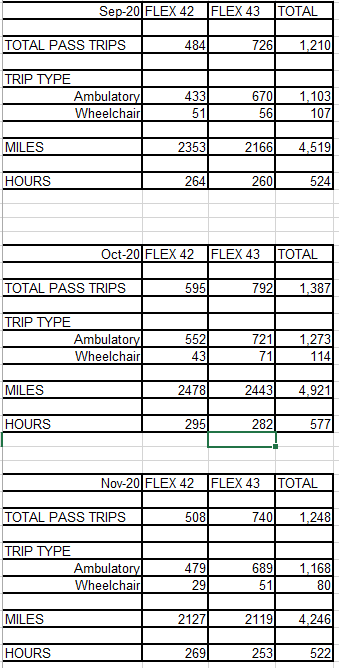 Sep-20 FLEX 42 FLEX 43 TOTAL
TOTAL PASS TRIPS 484 726 1,210
TRIP TYPE
Ambulatory 433 670 1,103
Wheelchair 51 56 107
MILES 2353 2166 4,519
HOURS 264 260 524
Oct-20 FLEX 42 FLEX 43 TOTAL
TOTAL PASS TRIPS 595 792 1,387
TRIP TYPE
Ambulatory 552 721 1,273
Wheelchair 43 71 114
MILES 2478 2443 4,921
HOURS 295 282 577
Nov-20 FLEX 42 FLEX 43 TOTAL
TOTAL PASS TRIPS 508 740 1,248
TRIP TYPE
Ambulatory 479 689 1,168
Wheelchair 29 51 80
MILES 2127 2119 4,246
HOURS 269 253 522